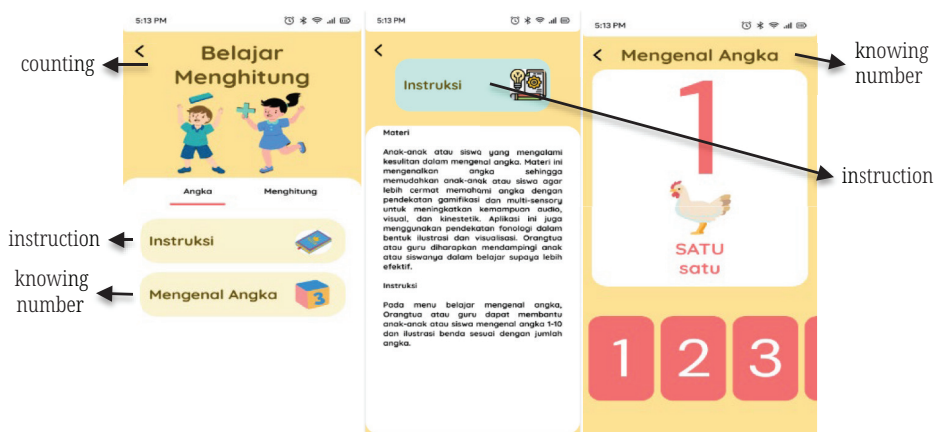 counting
instruction
knowing
number
5:13 PM
Belajar
Menghitung
Angka Menghitung
Instruksi
Mengenal Angka
3
5:13 PM
Instruksi
Materi
Anak-anak atau siswa yang mengalami
kesulitan dalam mengenal angka. Materi ini
mengenalkan angka sehingga
memudahkan anak-anak atau siswa agar
lebih cermat memahami angka dengan
pendekatan gamifikasi dan multi-sensory
untuk meningkatkan kemampuan audio,
visual, dan kinestetik. Aplikasi ini juga
menggunakan pendekatan fonologi dalam
bentuk ilustrasi dan visualisasi. Orangtua
atau guru diharapkan mendampingi anak
atau siswanya dalam belajar supaya lebih
efektif.
Instruksi
Pada menu belajar mengenal angka,
Orangtua atau guru dapat membantu
anak-anak atau siswa mengenal angka 1-10
dan ilustrasi benda sesuai dengan jumlah
angka.
5:13 PM
Mengenal Angka
1
SATU
satu
1 2 3
knowing
number
instruction